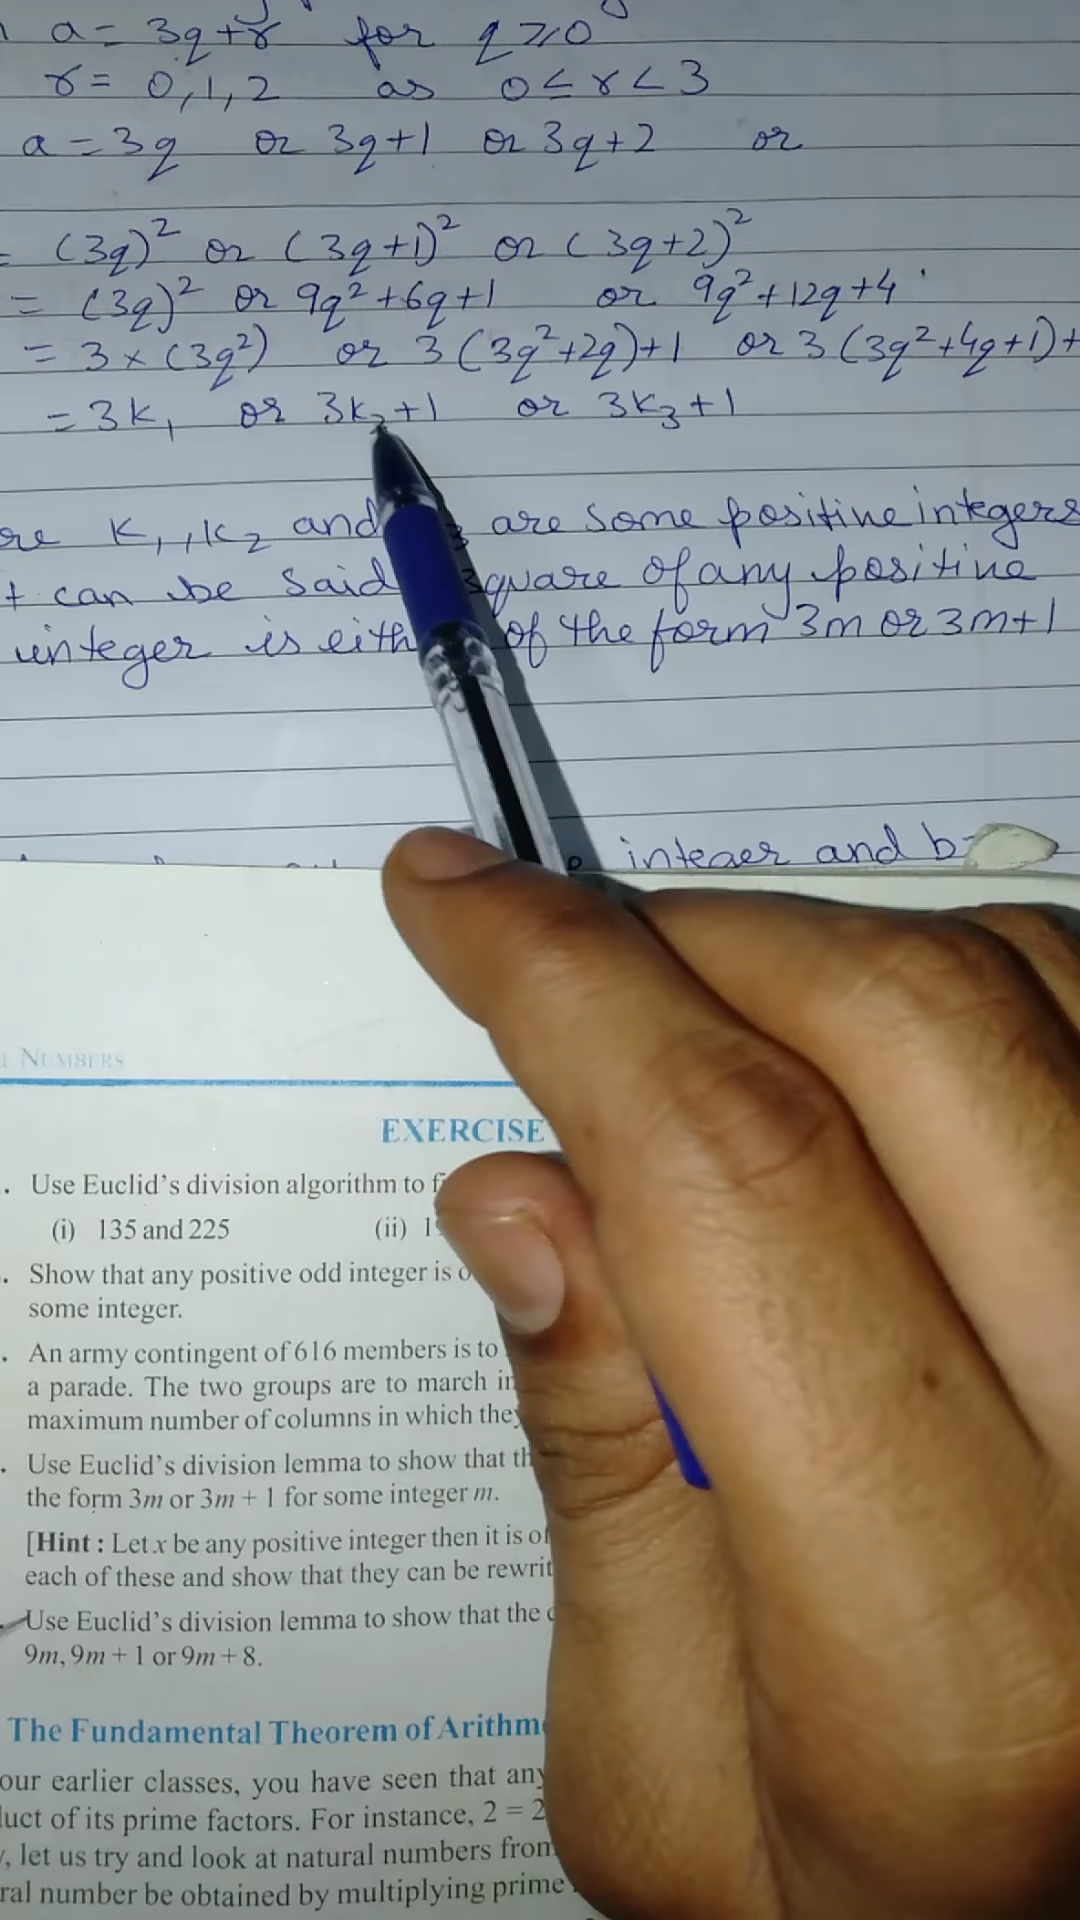 a = 3q+r for q ≥ 0
r = 0,1,2 as 0 ≤ r < 3
a = 3q or 3q+1 or 3q+2 or
= (3q)² or (3q+1)² or (3q+2)²
= (3q)² or 9q²+6q+1 or 9q²+12q+4
= 3 × (3q²) or 3(3q²+2q)+1 or 3(3q²+4q+1)+
= 3k₁ or 3k₂+1 or 3k₃+1
k₁, k₂ and are some positive integers
can be said square of any positive
integer is of the form 3m or 3m+1
integer and b
NUMBERS
EXERCISE
. Use Euclid's division algorithm to
(i) 135 and 225 (ii)
. Show that any positive odd integer is
some integer.
. An army contingent of 616 members is to
a parade. The two groups are to march in
maximum number of columns in which they
. Use Euclid's division lemma to show that
the form 3m or 3m + 1 for some integer m.
[Hint : Let x be any positive integer then it is of
each of these and show that they can be
Use Euclid's division lemma to show that the
9m, 9m + 1 or 9m + 8.
The Fundamental Theorem of
our earlier classes, you have seen that any
of its prime factors. For instance, 2 = 2
, let us try and look at natural numbers from
number be obtained by multiplying prime